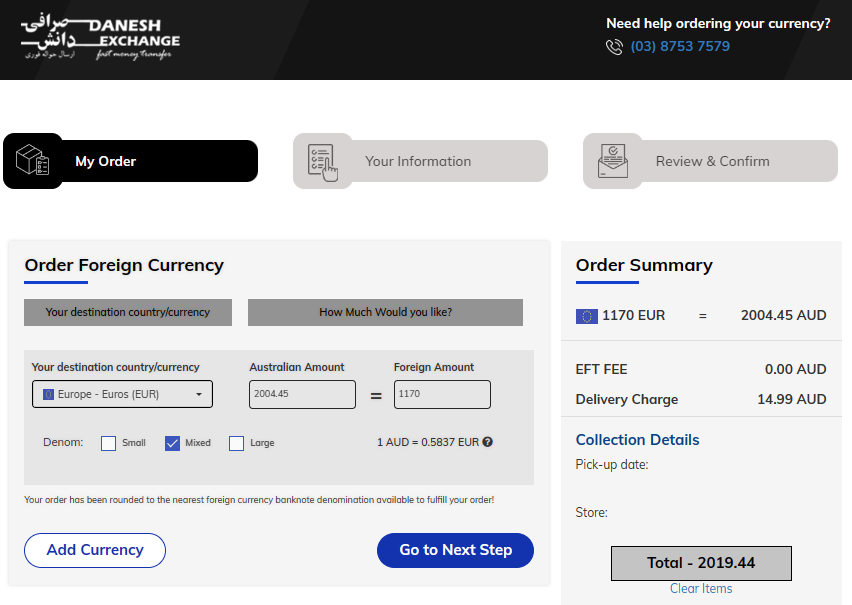 صرافی
دانش
ارسال حواله فوری
DANESH
EXCHANGE
fast money transfer
Need help ordering your currency?
(03) 8753 7579
My Order
Your Information
Review & Confirm
Order Foreign Currency
Your destination country/currency
How Much Would you like?
Your destination country/currency
Australian Amount
Foreign Amount
Europe - Euros (EUR)
2004.45
=
1170
Denom:
Small
Mixed
Large
1 AUD = 0.5837 EUR ?
Your order has been rounded to the nearest foreign currency banknote denomination available to fulfill your order!
Add Currency
Go to Next Step
Order Summary
1170 EUR = 2004.45 AUD
EFT FEE 0.00 AUD
Delivery Charge 14.99 AUD
Collection Details
Pick-up date:
Store:
Total - 2019.44
Clear Items